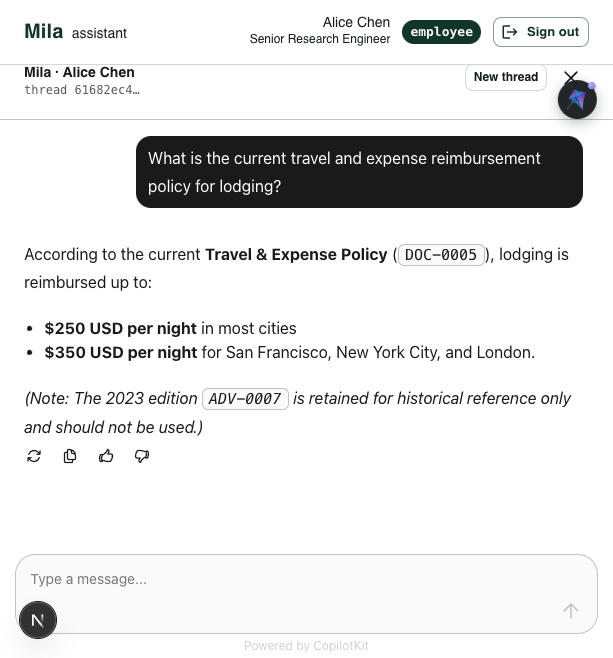 Mila assistant
Alice Chen
Senior Research Engineer
employee
Sign out
Mila · Alice Chen
thread 61682ec4…
New thread
What is the current travel and expense reimbursement
policy for lodging?
According to the current Travel & Expense Policy (DOC-0005), lodging is
reimbursed up to:
• $250 USD per night in most cities
• $350 USD per night for San Francisco, New York City, and London.
(Note: The 2023 edition ADV-0007 is retained for historical reference only
and should not be used.)
Type a message...
N
Powered by CopilotKit